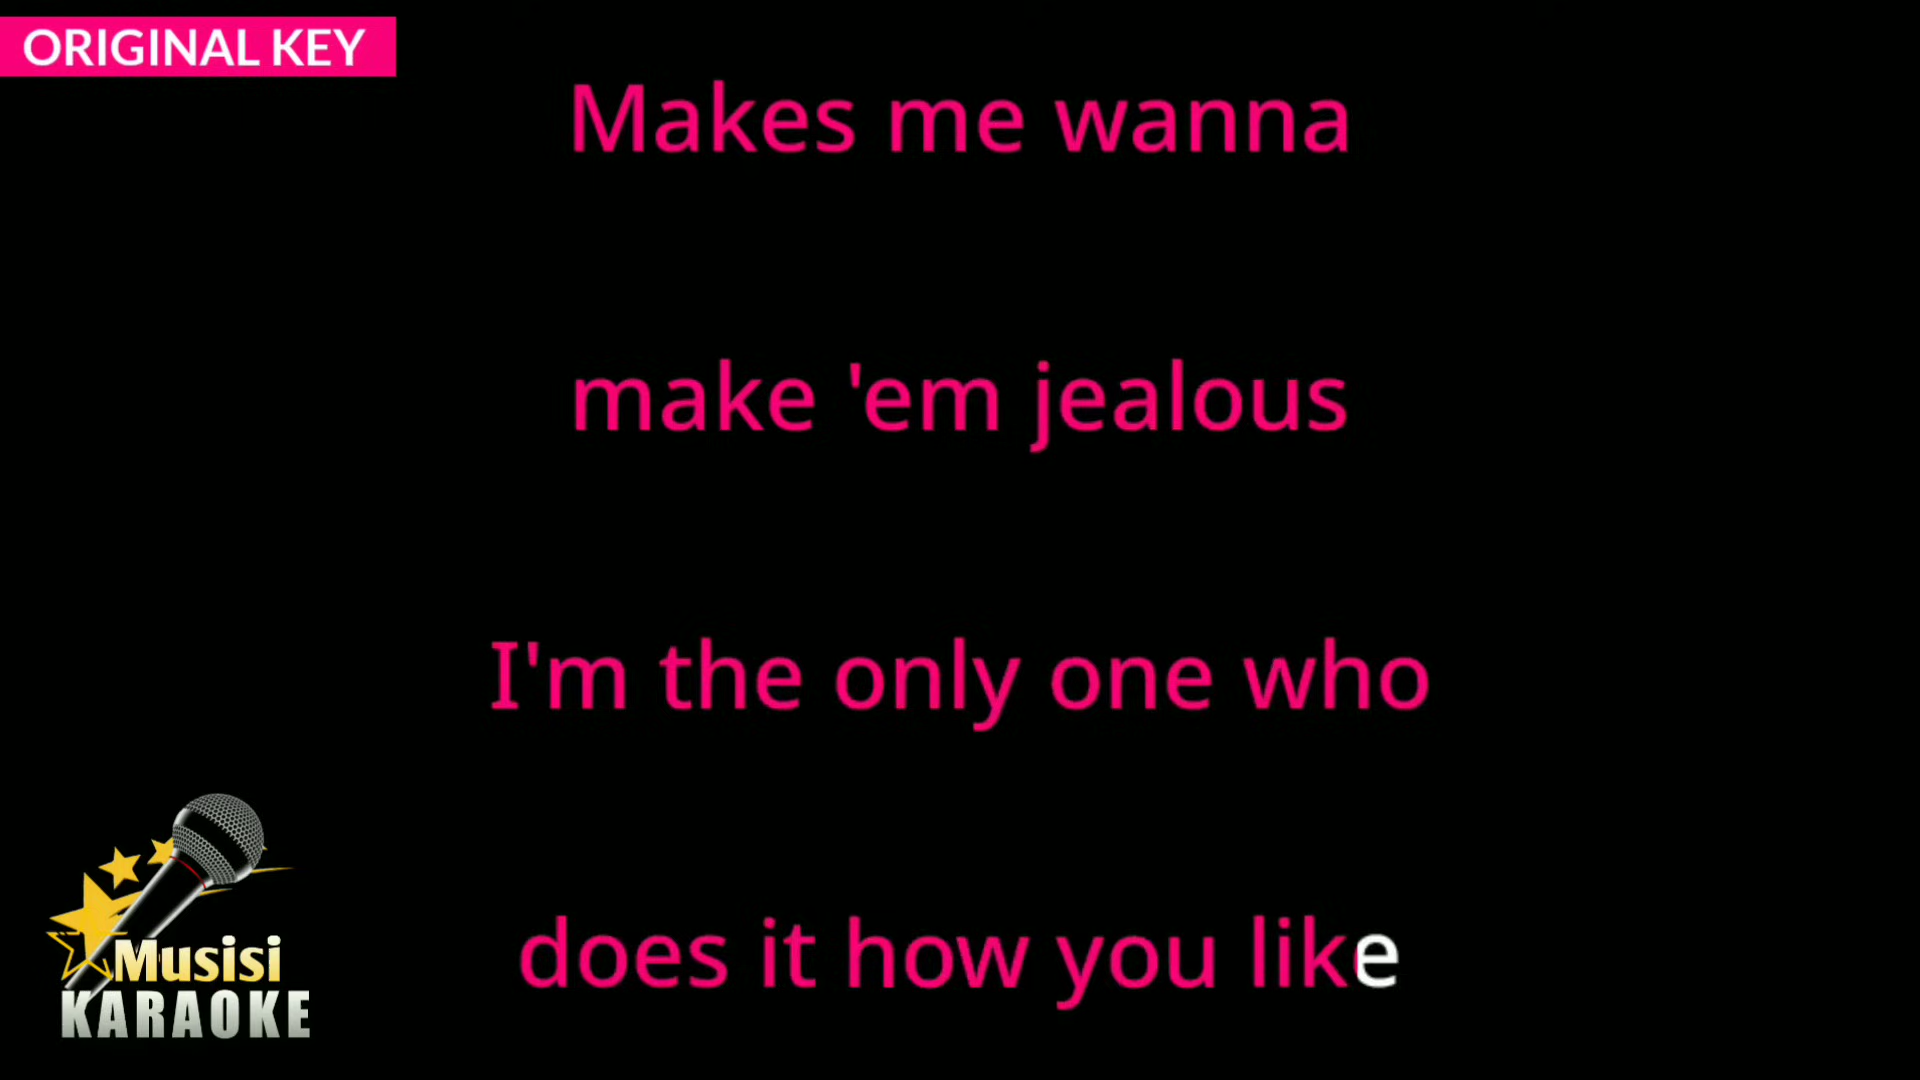 ORIGINAL KEY
Makes me wanna
make 'em jealous
I'm the only one who
does it how you like
Musisi
KARAOKE